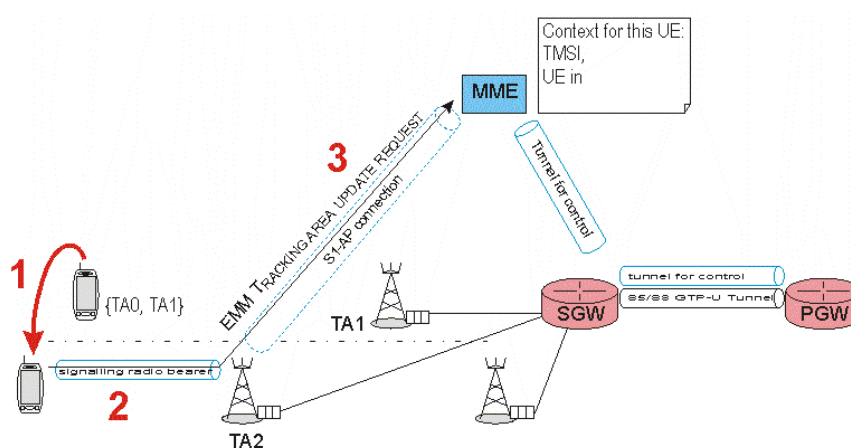 Context for this UE:
TMSI,
UE in
MME
3
EMM TRACKING AREA UPDATE REQUEST
S1-AP connection
Tunnel for control
1
{TA0, TA1}
tunnel for control
S5/S8 GTP-U Tunnel
SGW
PGW
TA1
signalling radio bearer
2
TA2